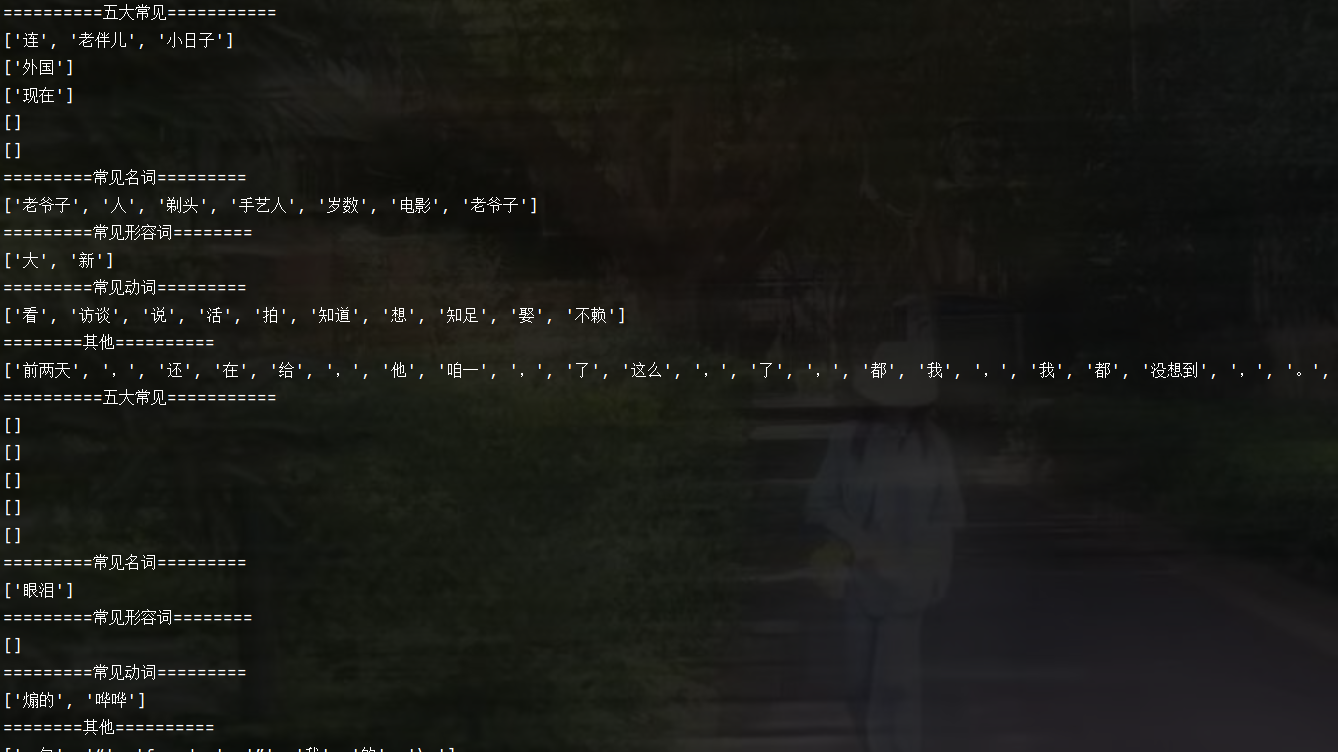 ==========五大常见===========
['连', '老伴儿', '小日子']
['外国']
['现在']
[]
[]
=========常见名词=========
['老爷子', '人', '剃头', '手艺人', '岁数', '电影', '老爷子']
=========常见形容词========
['大', '新']
=========常见动词=========
['看', '访谈', '说', '活', '拍', '知道', '想', '知足', '娶', '不赖']
========其他==========
['前两天', ',', '还', '在', '给', ',', '他', '咱一', ',', '了', '这么', ',', '了', ',', '都', '我', ',', '我', '都', '没想到', ',', '。',
==========五大常见===========
[]
[]
[]
[]
[]
=========常见名词=========
['眼泪']
=========常见形容词========
[]
=========常见动词=========
['煽的', '哗哗']
========其他==========